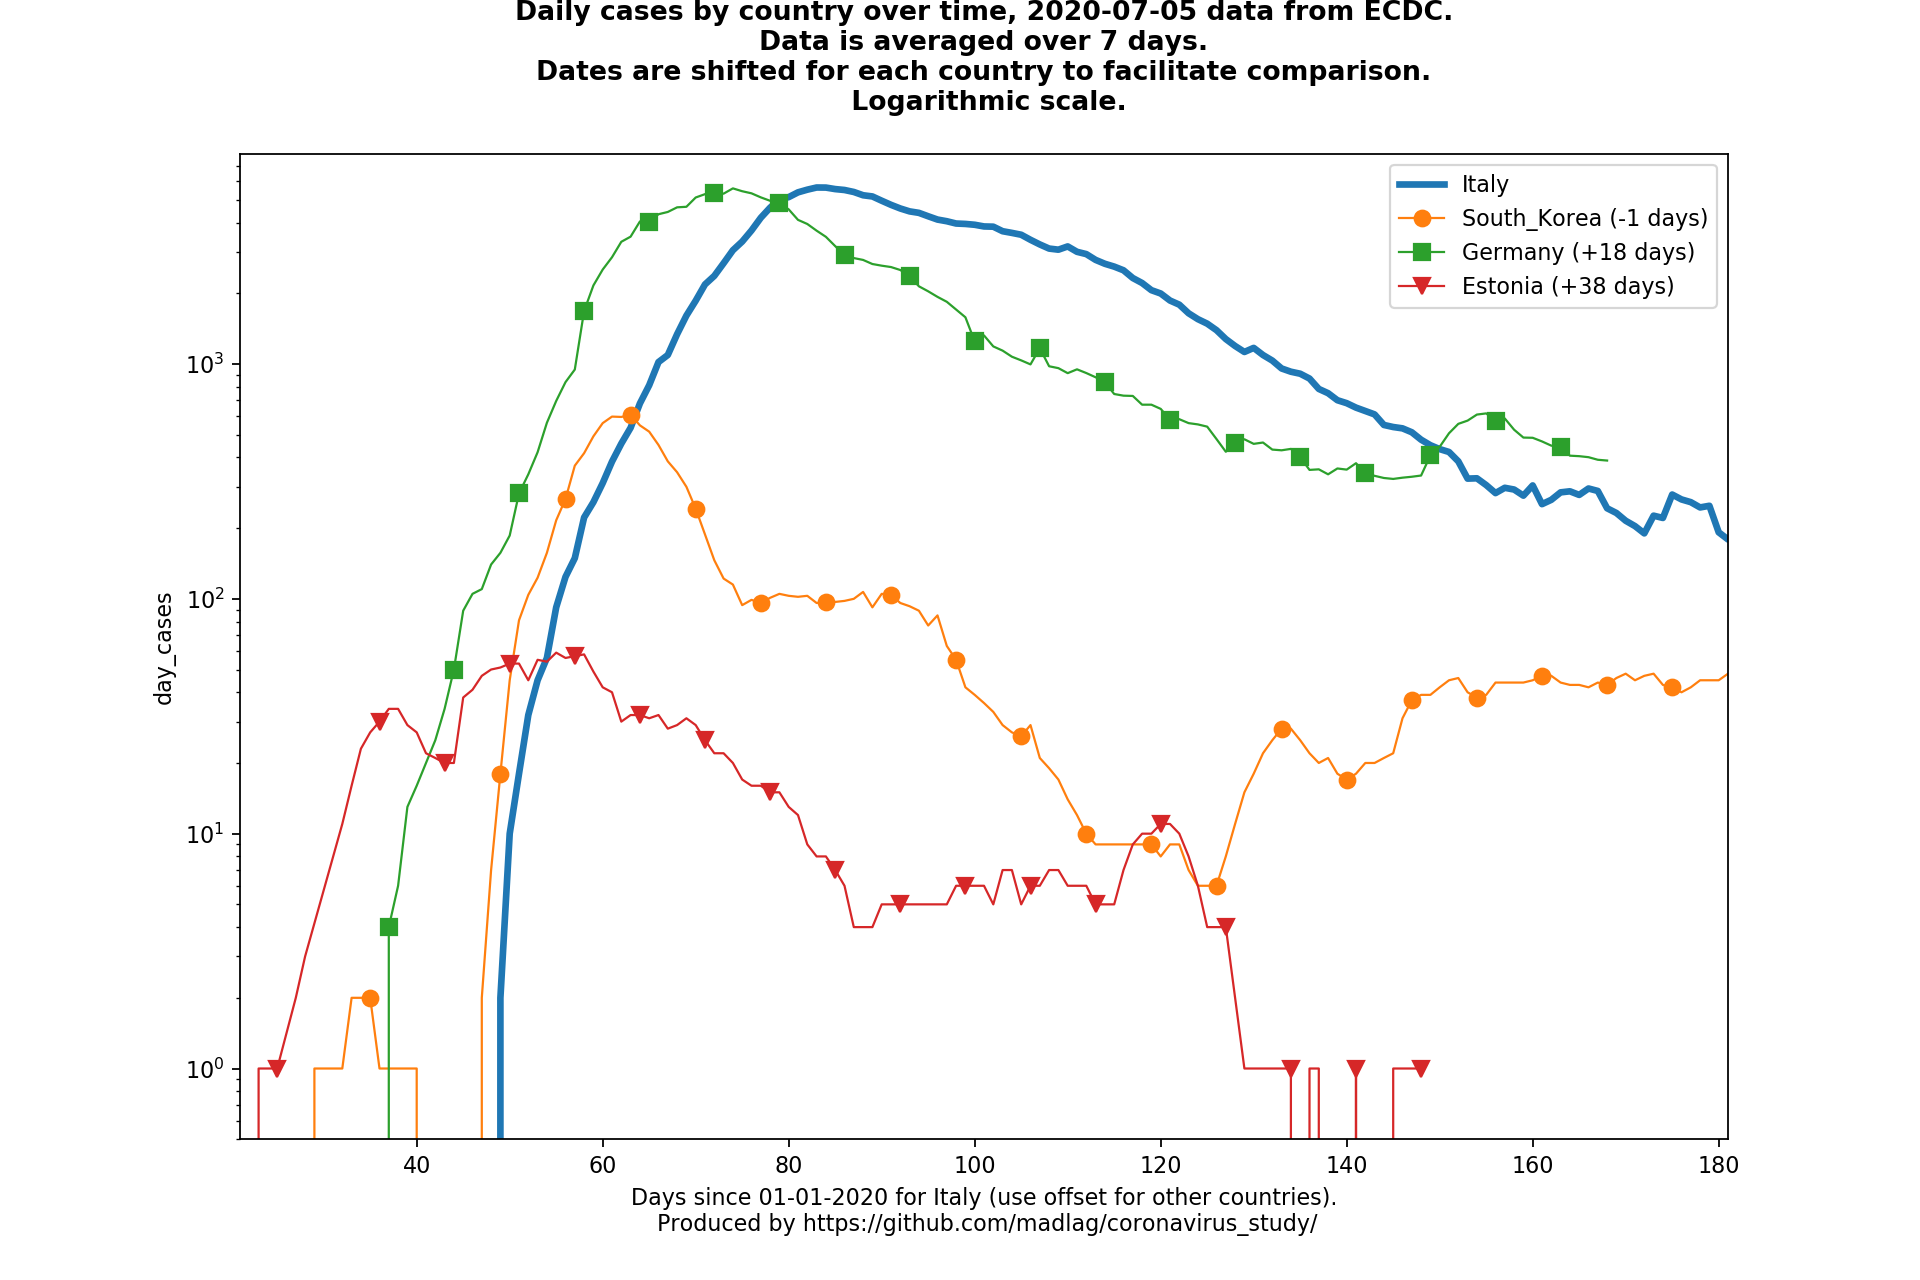 Daily cases by country over time, 2020-07-05 data from ECDC.
Data is averaged over 7 days.
Dates are shifted for each country to facilitate comparison.
Logarithmic scale.
Italy
South_Korea (-1 days)
Germany (+18 days)
Estonia (+38 days)
10³
10²
10¹
10⁰
day_cases
40 60 80 100 120 140 160 180
Days since 01-01-2020 for Italy (use offset for other countries).
Produced by https://github.com/madlag/coronavirus_study/